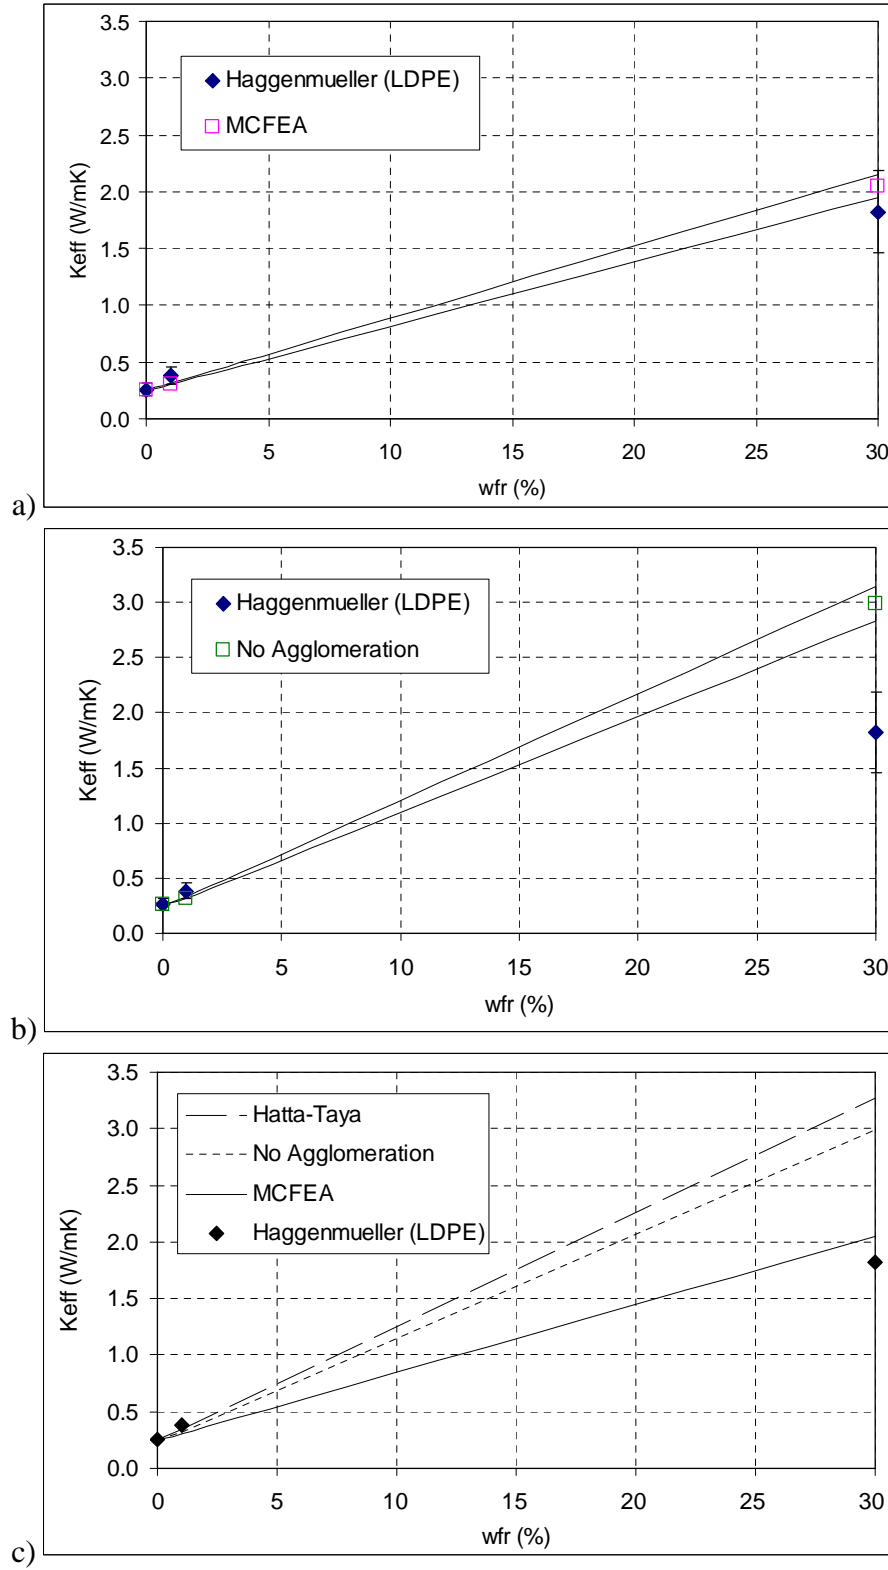 3.5
3.0
2.5
2.0
1.5
1.0
0.5
0.0
Keff (W/mK)
Haggenmueller (LDPE)
MCFEA
0 5 10 15 20 25 30
wfr (%)
a)
3.5
3.0
2.5
2.0
1.5
1.0
0.5
0.0
Keff (W/mK)
Haggenmueller (LDPE)
No Agglomeration
0 5 10 15 20 25 30
wfr (%)
b)
3.5
3.0
2.5
2.0
1.5
1.0
0.5
0.0
Keff (W/mK)
Hatta-Taya
No Agglomeration
MCFEA
Haggenmueller (LDPE)
0 5 10 15 20 25 30
wfr (%)
c)